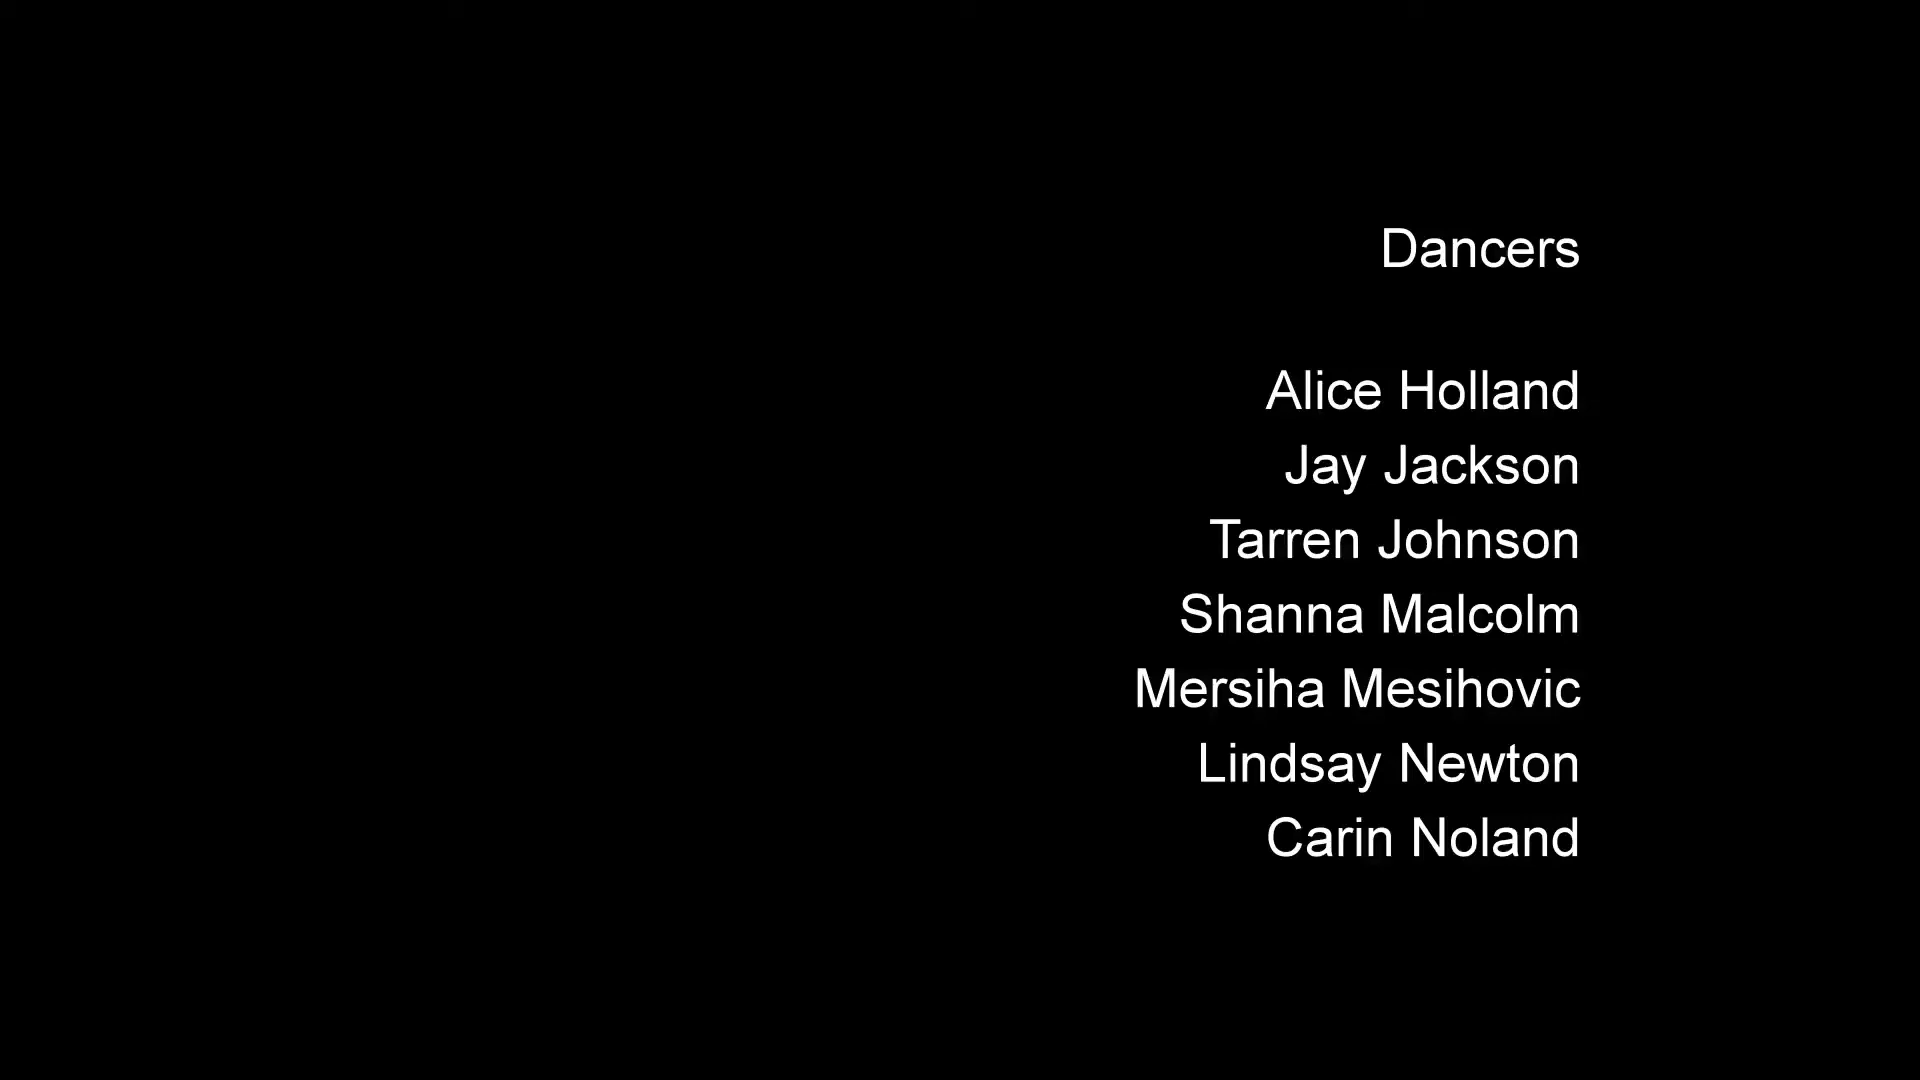 Dancers
Alice Holland
Jay Jackson
Tarren Johnson
Shanna Malcolm
Mersiha Mesihovic
Lindsay Newton
Carin Noland